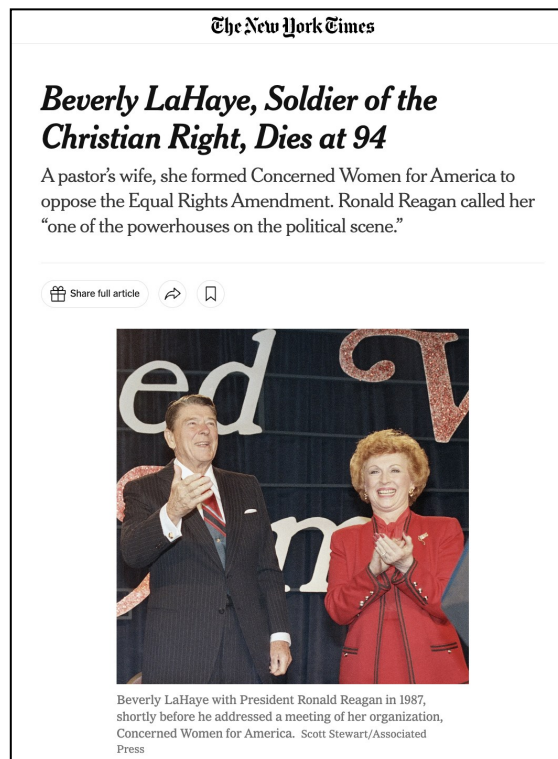 The New York Times
Beverly LaHaye, Soldier of the
Christian Right, Dies at 94
A pastor’s wife, she formed Concerned Women for America to
oppose the Equal Rights Amendment. Ronald Reagan called her
“one of the powerhouses on the political scene.”
Share full article
ed
Beverly LaHaye with President Ronald Reagan in 1987,
shortly before he addressed a meeting of her organization,
Concerned Women for America. Scott Stewart/Associated
Press